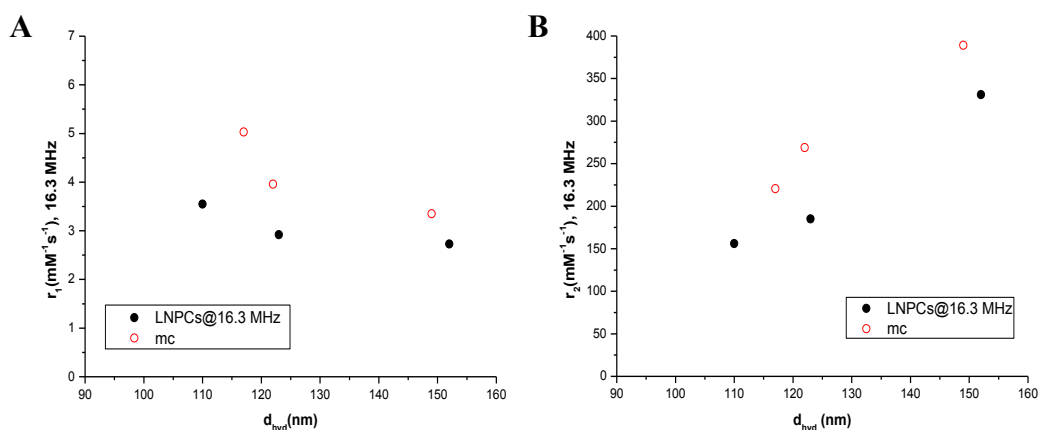 A
r₁(mM⁻¹s⁻¹), 16.3 MHz
7
6
5
4
3
2
1
0
LNPCs@16.3 MHz
mc
90 100 110 120 130 140 150 160
d_hyd(nm)
B
r₂(mM⁻¹s⁻¹), 16.3 MHz
400
350
300
250
200
150
100
50
0
LNPCs@16.3 MHz
mc
90 100 110 120 130 140 150 160
d_hyd (nm)